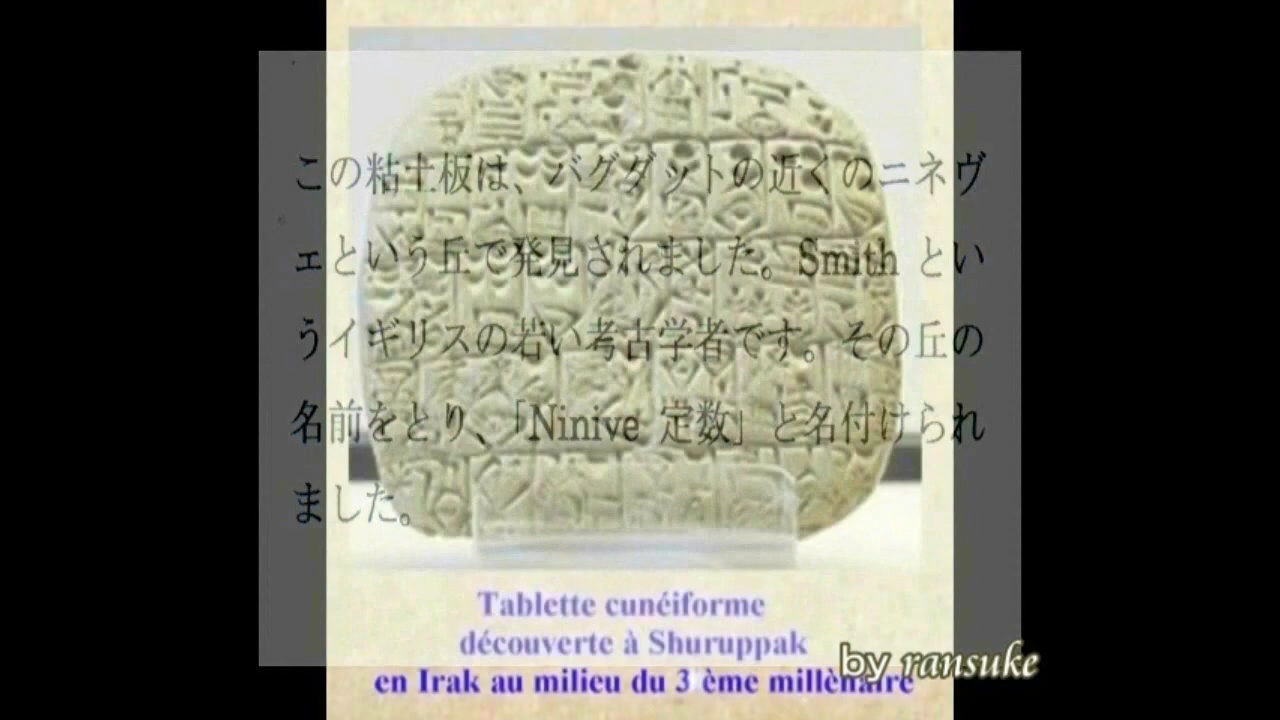 この粘土板は、バグダットの近くのニネヴ
ェという丘で発見されました。Smith とい
うイギリスの若い考古学者です。その丘の
名前をとり、「Ninive 定数」と名付けられ
ました。
Tablette cunéiforme
découverte à Shuruppak
en Irak au milieu du 3 ème millènaire
by ransuke